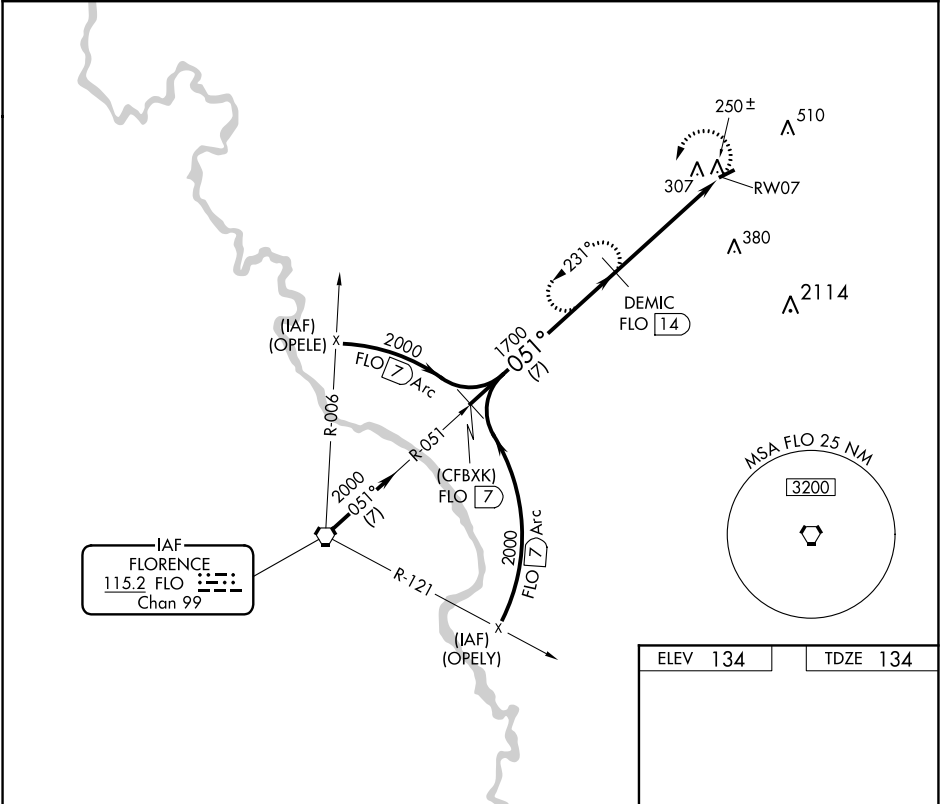 250±
510
307
RW07
380
231°
DEMIC
FLO 14
2114
(IAF)
(OPELE)
2000
FLO 7 Arc
1700
051°
(7)
R-006
R-051
(CFBXK)
FLO 7
2000
051°
(7)
MSA FLO 25 NM
3200
IAF
FLORENCE
115.2 FLO
Chan 99
R-121
2000
FLO 7 Arc
(IAF)
(OPELY)
ELEV 134
TDZE 134